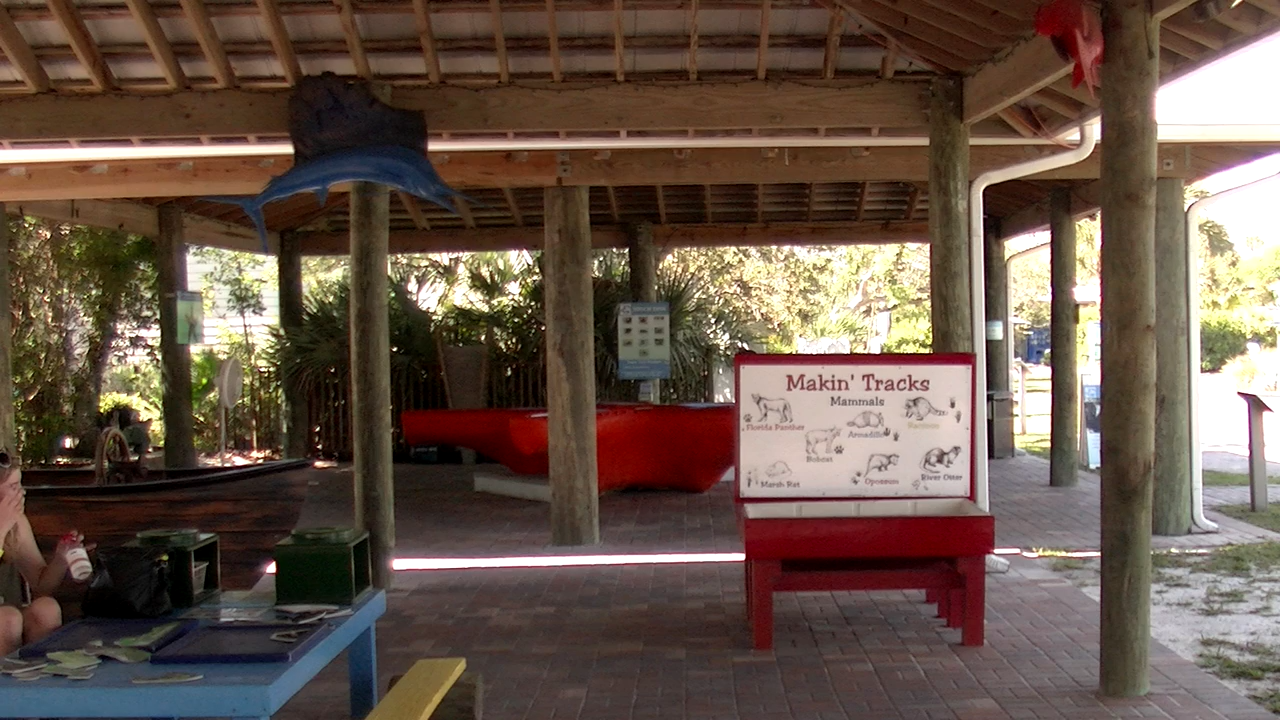 Makin' Tracks
Mammals
Florida Panther
Armadillo
Raccoon
Bobcat
Marsh Rat
Opossum
River Otter